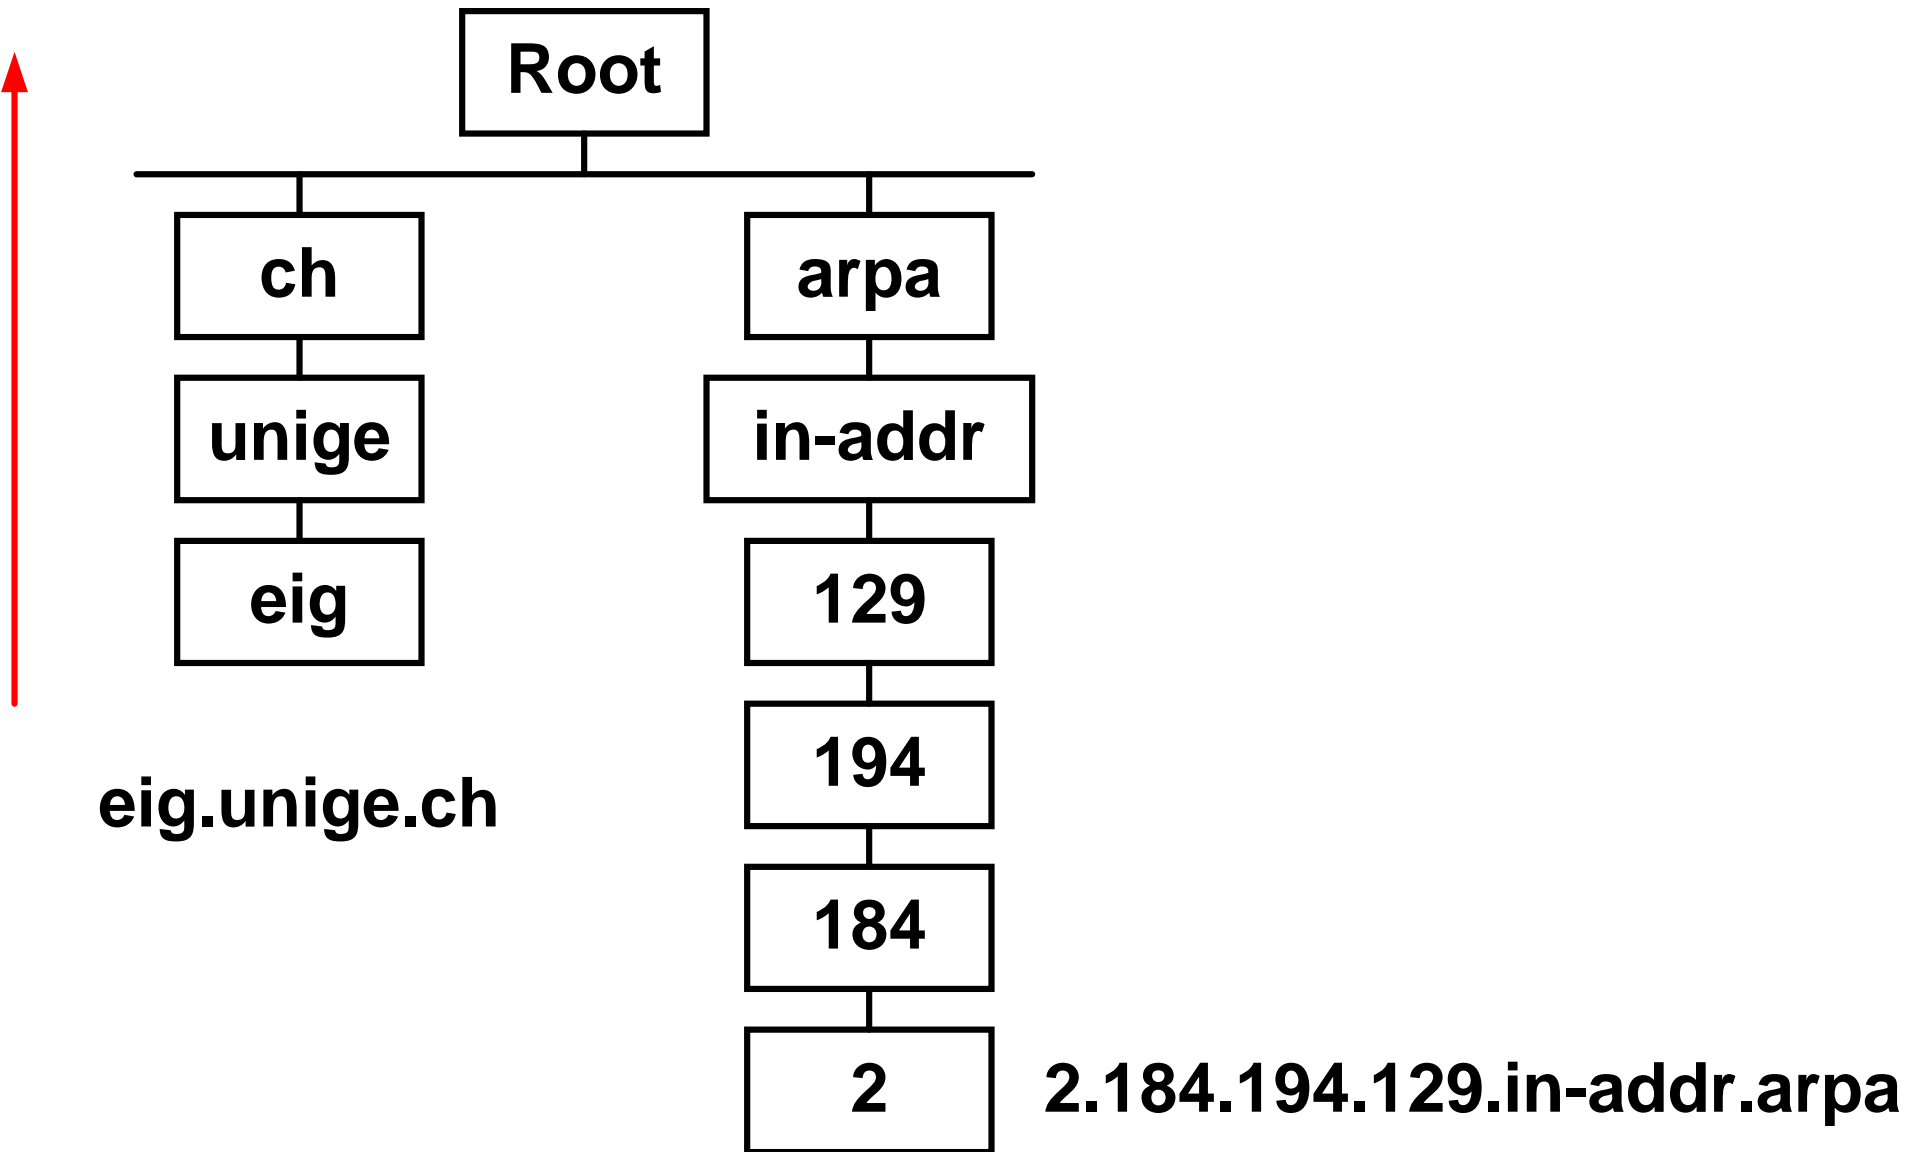 Root
ch
arpa
unige
in-addr
eig
129
194
eig.unige.ch
184
2
2.184.194.129.in-addr.arpa